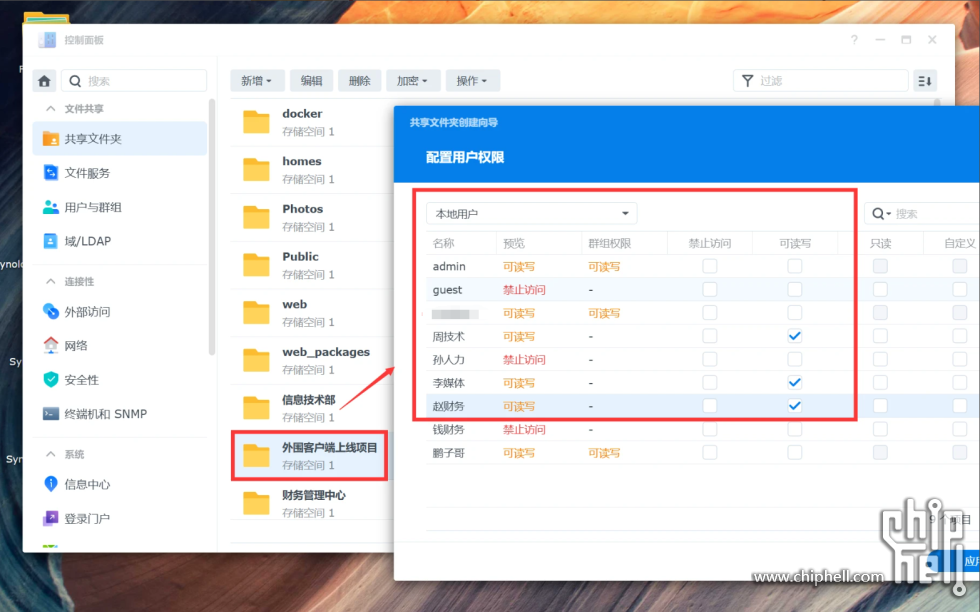 控制面板
搜索
文件共享
共享文件夹
文件服务
用户与群组
域/LDAP
连接性
外部访问
网络
安全性
终端机和 SNMP
系统
信息中心
登录门户
新增 编辑 删除 加密 操作
过滤
docker
存储空间 1
homes
存储空间 1
Photos
存储空间 1
Public
存储空间 1
web
存储空间 1
web_packages
存储空间 1
信息技术部
存储空间 1
外围客户端上线项目
存储空间 1
财务管理中心
存储空间 1
共享文件夹创建向导
配置用户权限
本地用户 搜索
名称 预览 群组权限 禁止访问 可读写 只读 自定义
admin 可读写 可读写
guest 禁止访问 -
可读写 可读写
周技术 可读写 -
孙人力 禁止访问 -
李媒体 可读写 -
赵财务 可读写 -
钱财务 禁止访问 -
鹏子哥 可读写 可读写
9 个项目
应用
ynolo
Sy
Syn
chip
hell
www.chiphell.com